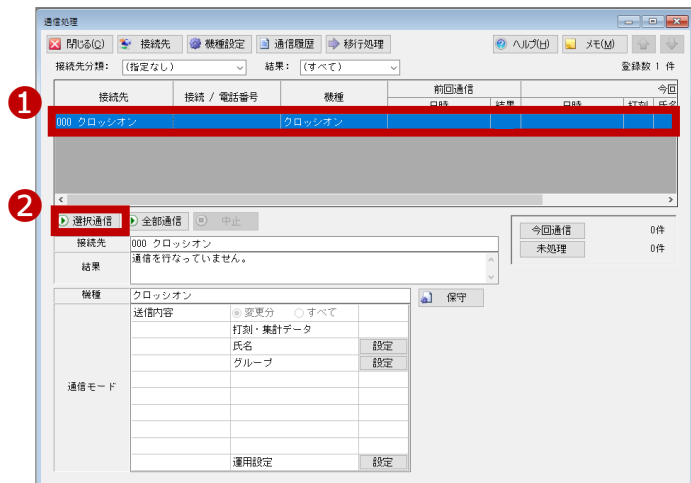 通信処理
閉じる(C) 接続先 機種設定 通信履歴 移行処理 ヘルプ(H) メモ(M)
接続先分類: (指定なし) 結果: (すべて) 登録数 1 件
1
接続先 接続 / 電話番号 機種 前回通信 今回
日時 結果 日時 打刻 氏名
000 クロッシオン クロッシオン
2
選択通信 全部通信 中止
今回通信 0件
接続先 000 クロッシオン
未処理 0件
結果 通信を行なっていません。
機種 クロッシオン
保守
送信内容 変更分 すべて
打刻・集計データ
氏名 設定
グループ 設定
通信モード
運用設定 設定